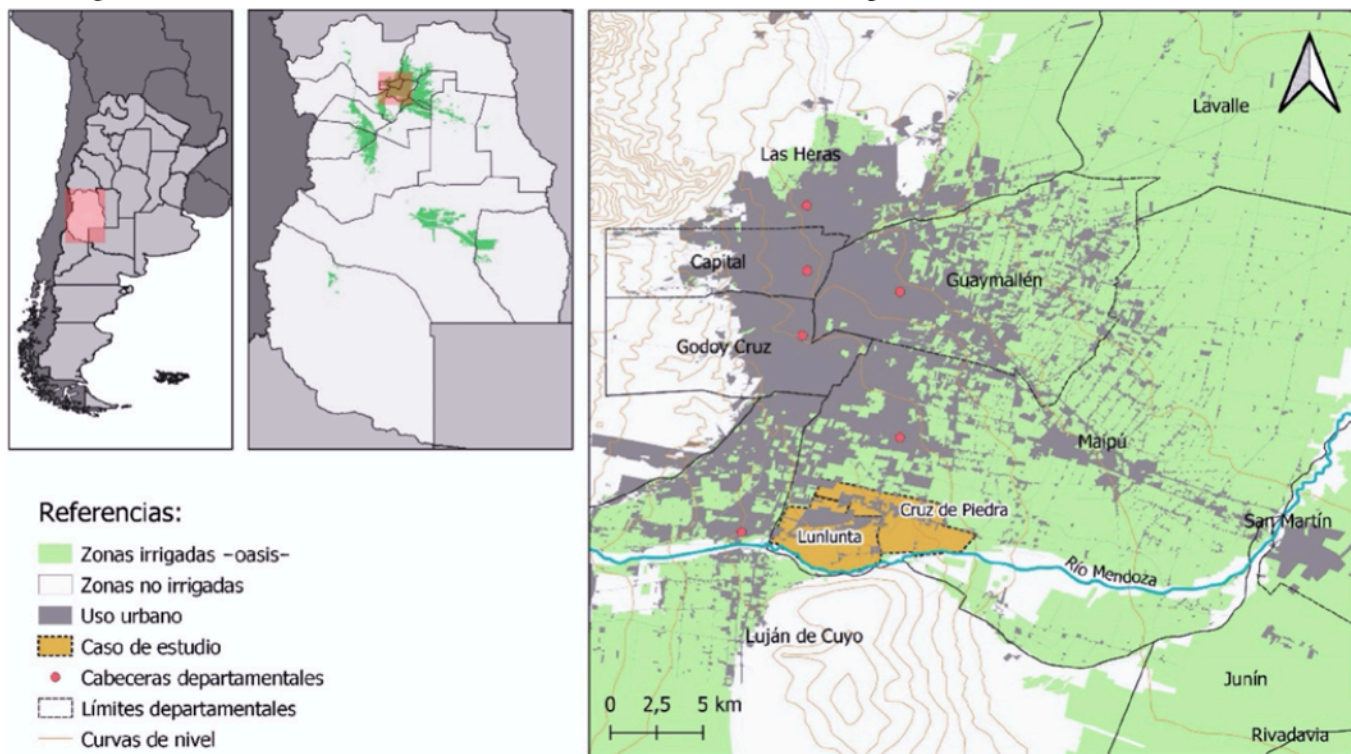 Lavalle
Las Heras
Capital
Guaymallén
Godoy Cruz
Maipú
Cruz de Piedra
Lunlunta
San Martín
Río Mendoza
Luján de Cuyo
Junín
Rivadavia
0 2,5 5 km
Referencias:
Zonas irrigadas –oasis–
Zonas no irrigadas
Uso urbano
Caso de estudio
Cabeceras departamentales
Límites departamentales
Curvas de nivel